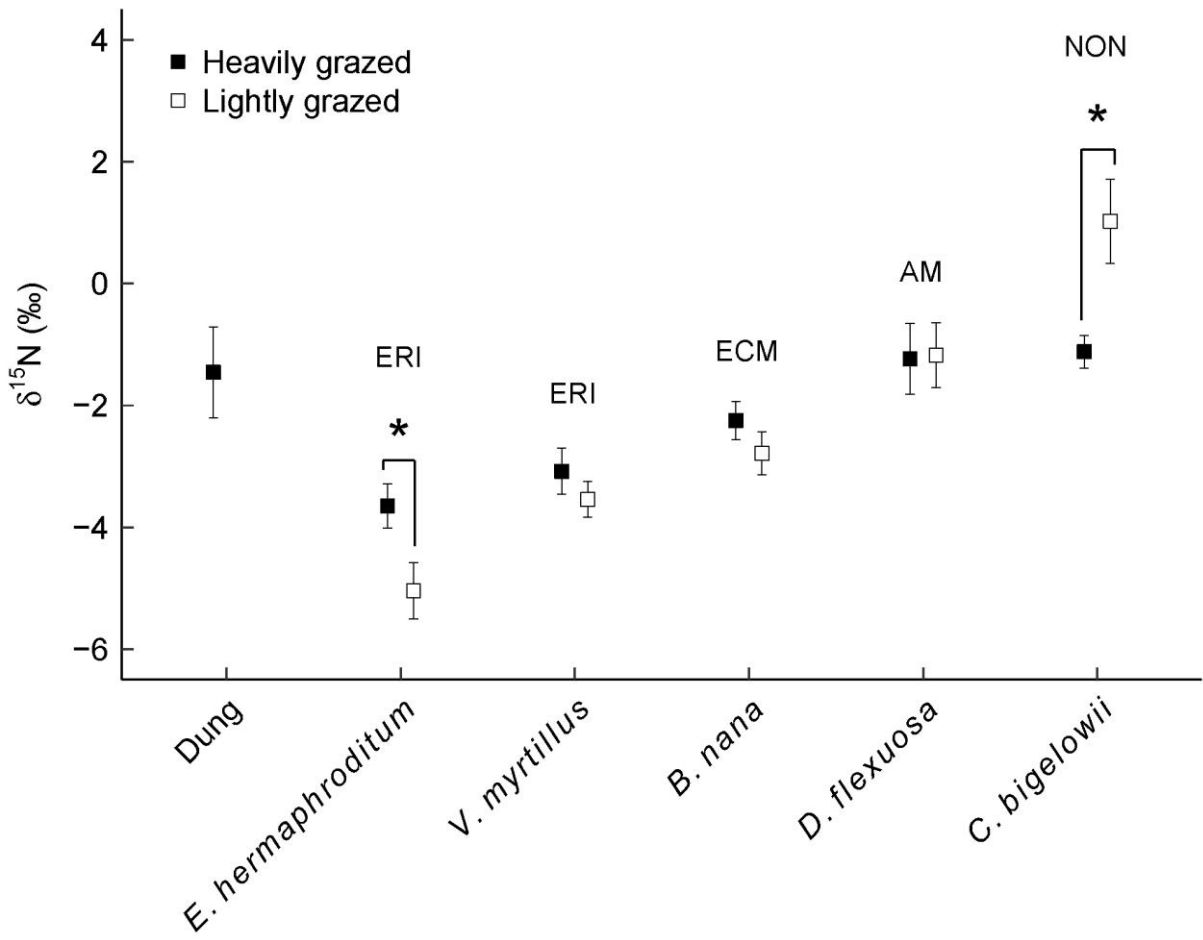 4
2
0
−2
−4
−6
δ¹⁵N (‰)
■ Heavily grazed
□ Lightly grazed
ERI
*
ERI
ECM
AM
NON
*
Dung
E. hermaphroditum
V. myrtillus
B. nana
D. flexuosa
C. bigelowii